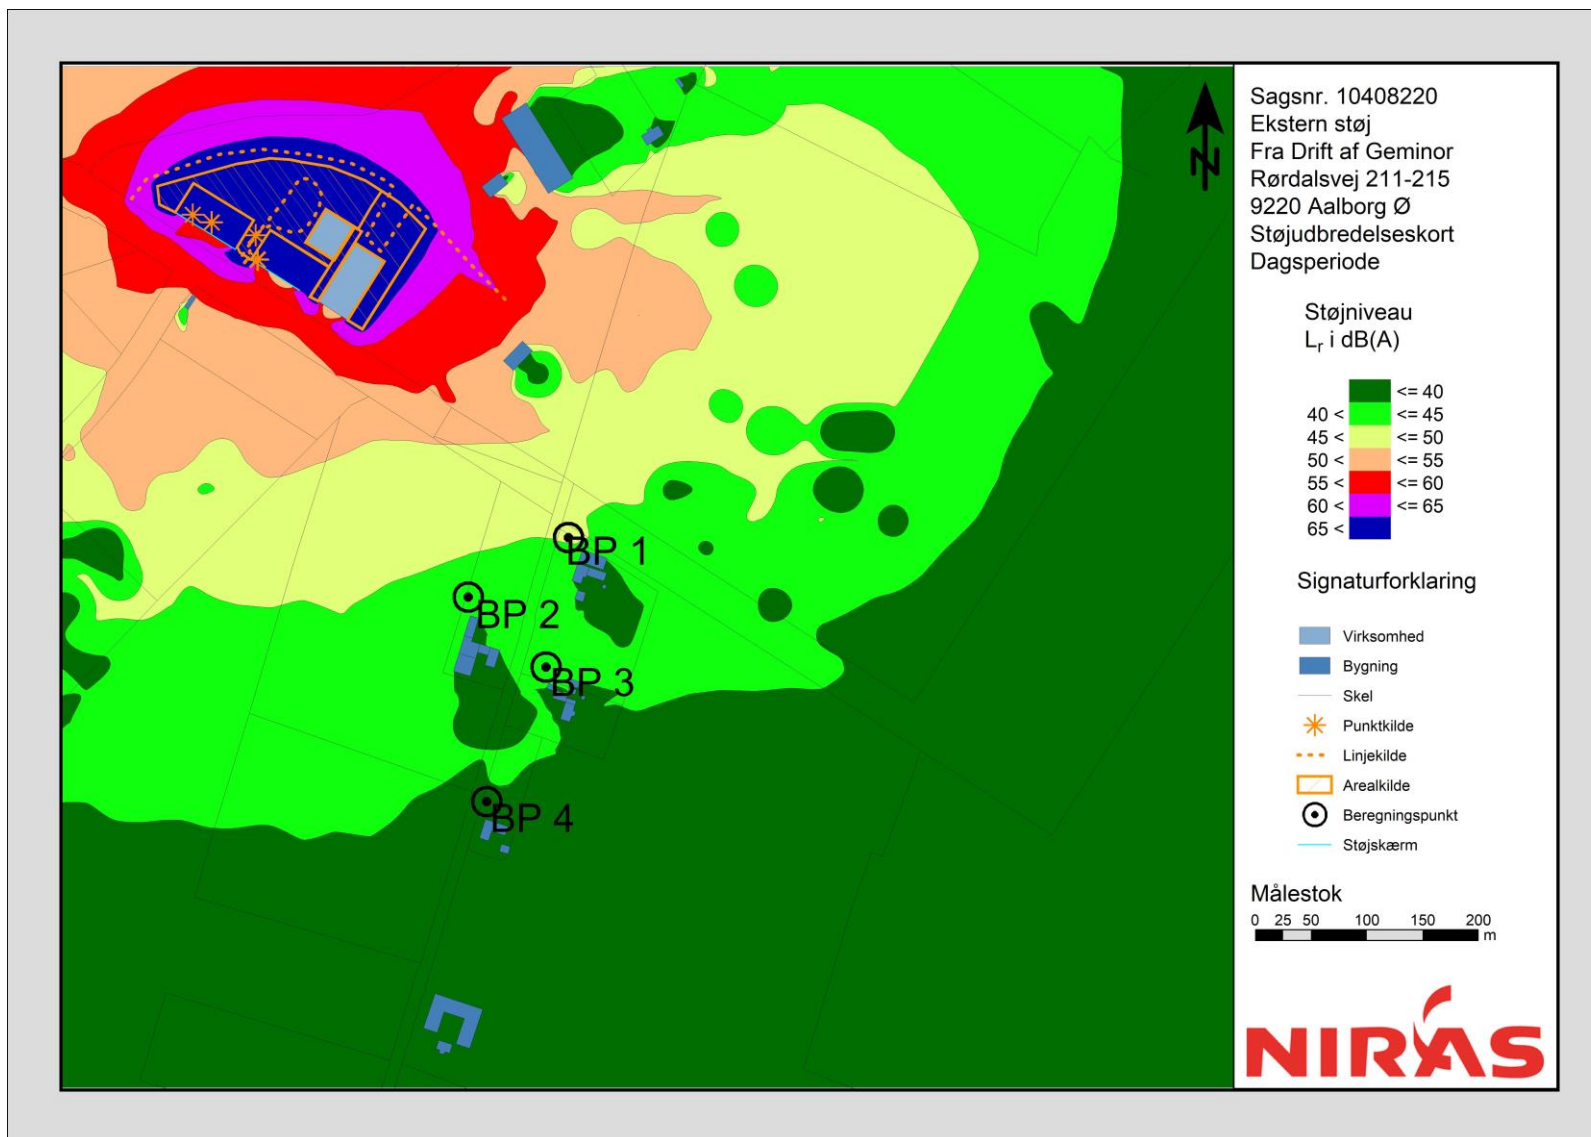 Sagsnr. 10408220
Ekstern støj
Fra Drift af Geminor
Rørdalsvej 211-215
9220 Aalborg Ø
Støjudbredelseskort
Dagsperiode
N
Støjniveau
Lr i dB(A)
<= 40
40 < <= 45
45 < <= 50
50 < <= 55
55 < <= 60
60 < <= 65
65 <
Signaturforklaring
Virksomhed
Bygning
Skel
Punktkilde
Linjekilde
Arealkilde
Beregningspunkt
Støjskærm
Målestok
0 25 50 100 150 200
m
NIRAS
BP 1
BP 2
BP 3
BP 4